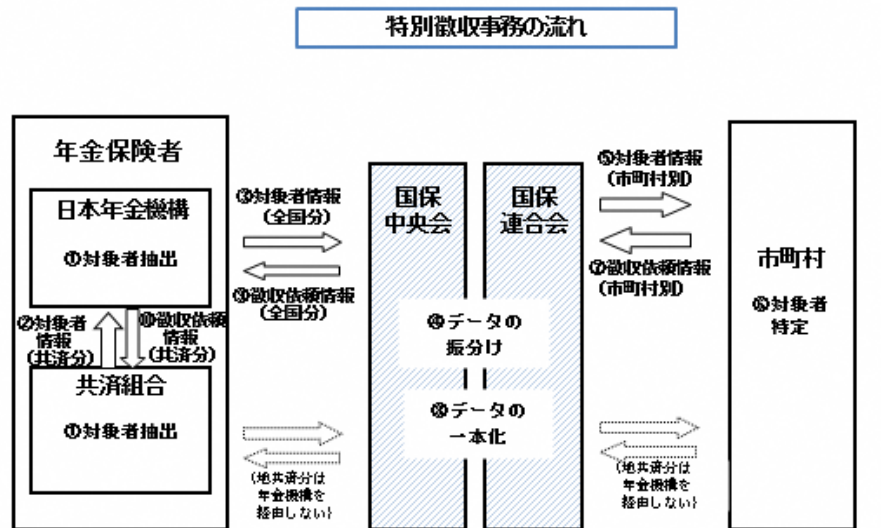 特別徴収事務の流れ
年金保険者
日本年金機構
①対象者抽出
②対象者
情報
(共済分)
⑩徴収依頼
情報
(共済分)
共済組合
①対象者抽出
③対象者情報
(全国分)
⑨徴収依頼情報
(全国分)
(地共済分は
年金機構を
経由しない)
国保
中央会
国保
連合会
④データの
振分け
⑧データの
一本化
⑤対象者情報
(市町村別)
⑦徴収依頼情報
(市町村別)
(地共済分は
年金機構を
経由しない)
市町村
⑥対象者
特定